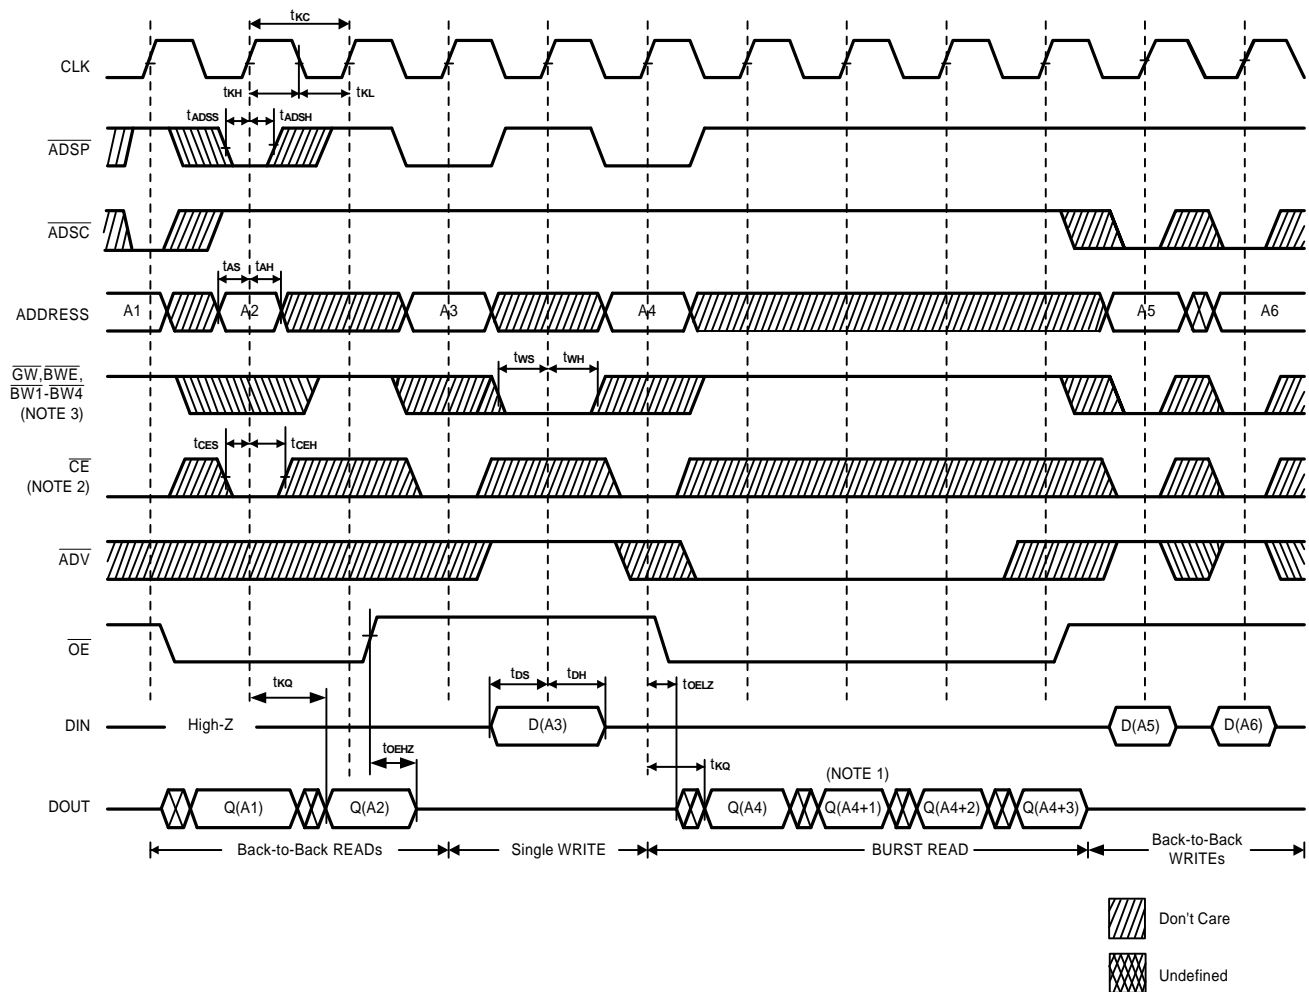 tKC
CLK
tKH
tKL
tADSS
tADSH
ADSP
ADSC
tAS
tAH
ADDRESS
A1
A2
A3
A4
A5
A6
GW,BWE,
BW1-BW4
(NOTE 3)
tWS
tWH
tCES
tCEH
CE
(NOTE 2)
ADV
OE
tKQ
tDS
tDH
tOELZ
DIN
High-Z
D(A3)
D(A5)
D(A6)
tOEHZ
tKQ
(NOTE 1)
DOUT
Q(A1)
Q(A2)
Q(A4)
Q(A4+1)
Q(A4+2)
Q(A4+3)
Back-to-Back READs
Single WRITE
BURST READ
Back-to-Back
WRITEs
Don't Care
Undefined